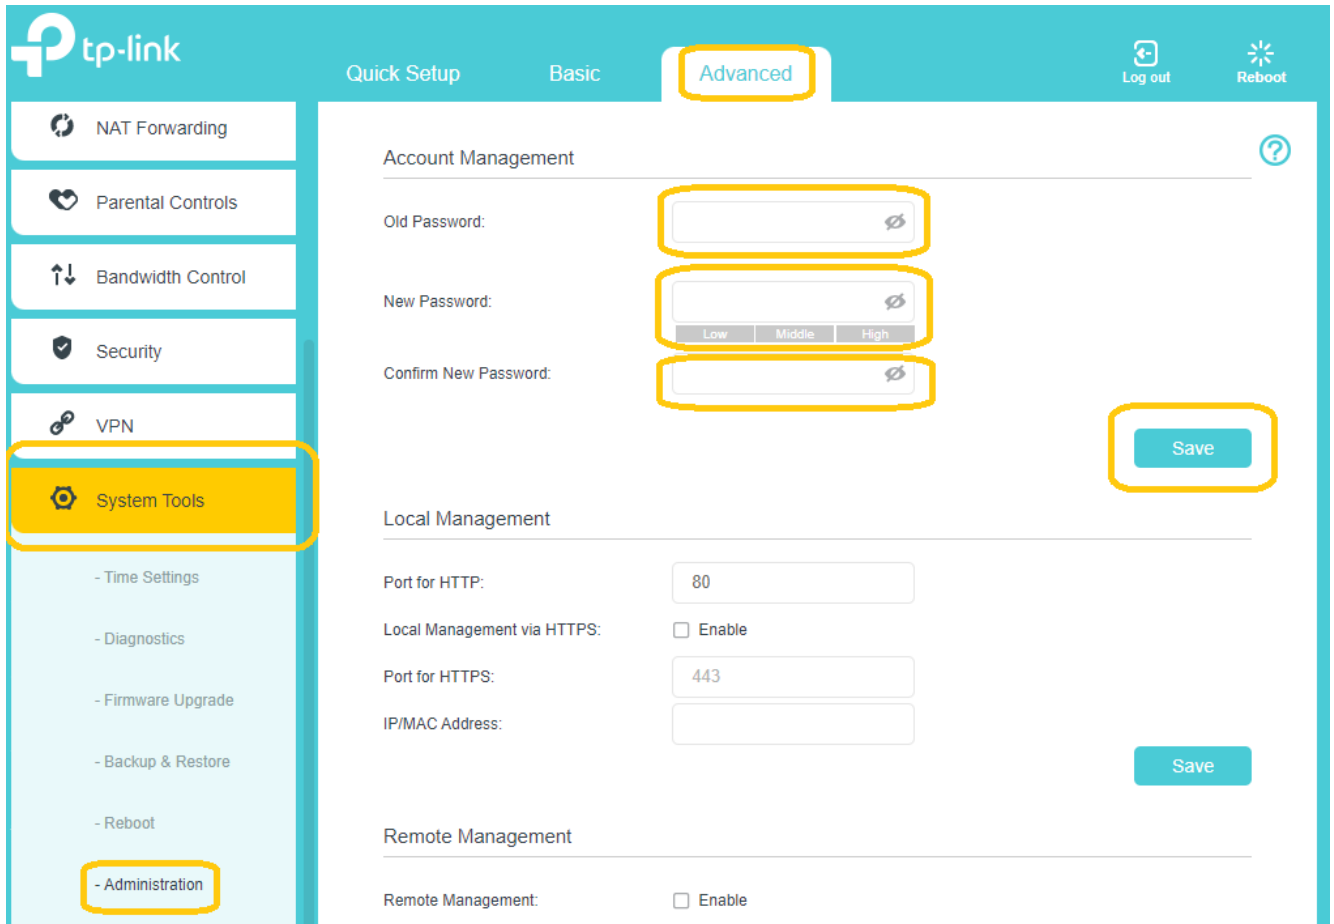 tp-link
Quick Setup Basic Advanced Log out Reboot
NAT Forwarding
Parental Controls
Bandwidth Control
Security
VPN
System Tools
- Time Settings
- Diagnostics
- Firmware Upgrade
- Backup & Restore
- Reboot
- Administration
Account Management
Old Password:
New Password:
Low Middle High
Confirm New Password:
Save
Local Management
Port for HTTP: 80
Local Management via HTTPS: Enable
Port for HTTPS: 443
IP/MAC Address:
Save
Remote Management
Remote Management: Enable